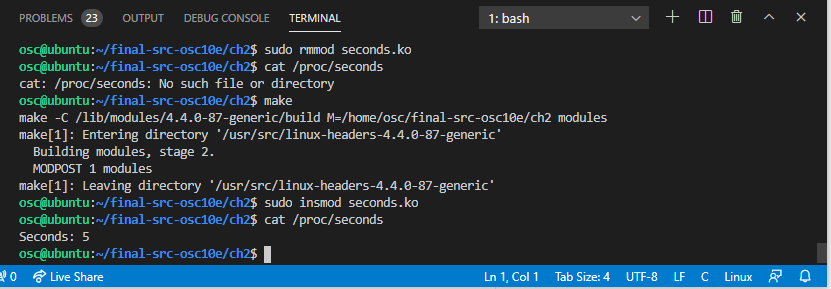 PROBLEMS 23 OUTPUT DEBUG CONSOLE TERMINAL 1: bash
osc@ubuntu:~/final-src-osc10e/ch2$ sudo rmmod seconds.ko
osc@ubuntu:~/final-src-osc10e/ch2$ cat /proc/seconds
cat: /proc/seconds: No such file or directory
osc@ubuntu:~/final-src-osc10e/ch2$ make
make -C /lib/modules/4.4.0-87-generic/build M=/home/osc/final-src-osc10e/ch2 modules
make[1]: Entering directory '/usr/src/linux-headers-4.4.0-87-generic'
  Building modules, stage 2.
  MODPOST 1 modules
make[1]: Leaving directory '/usr/src/linux-headers-4.4.0-87-generic'
osc@ubuntu:~/final-src-osc10e/ch2$ sudo insmod seconds.ko
osc@ubuntu:~/final-src-osc10e/ch2$ cat /proc/seconds
Seconds: 5
osc@ubuntu:~/final-src-osc10e/ch2$
0 Live Share Ln 1, Col 1 Tab Size: 4 UTF-8 LF C Linux